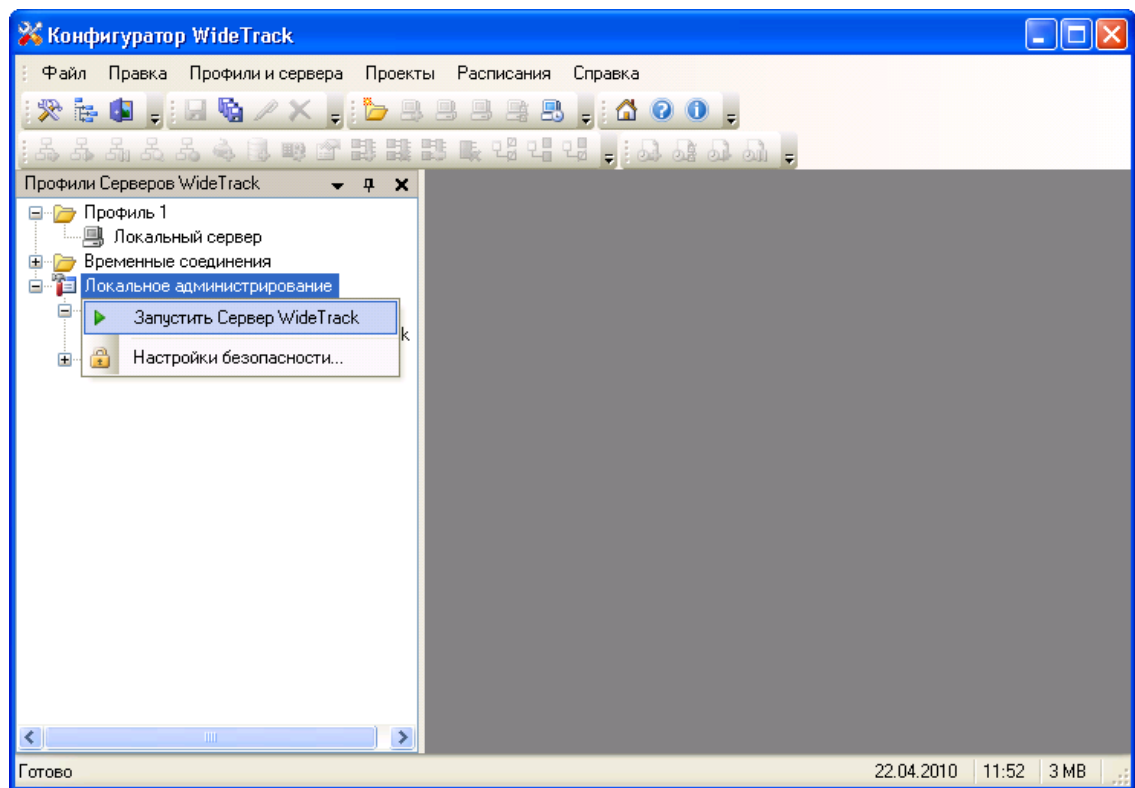 Конфигуратор WideTrack
Файл Правка Профили и сервера Проекты Расписания Справка
Профили Серверов WideTrack
Профиль 1
Локальный сервер
Временные соединения
Локальное администрирование
Запустить Сервер WideTrack
k
Настройки безопасности...
Готово 22.04.2010 11:52 3 MB